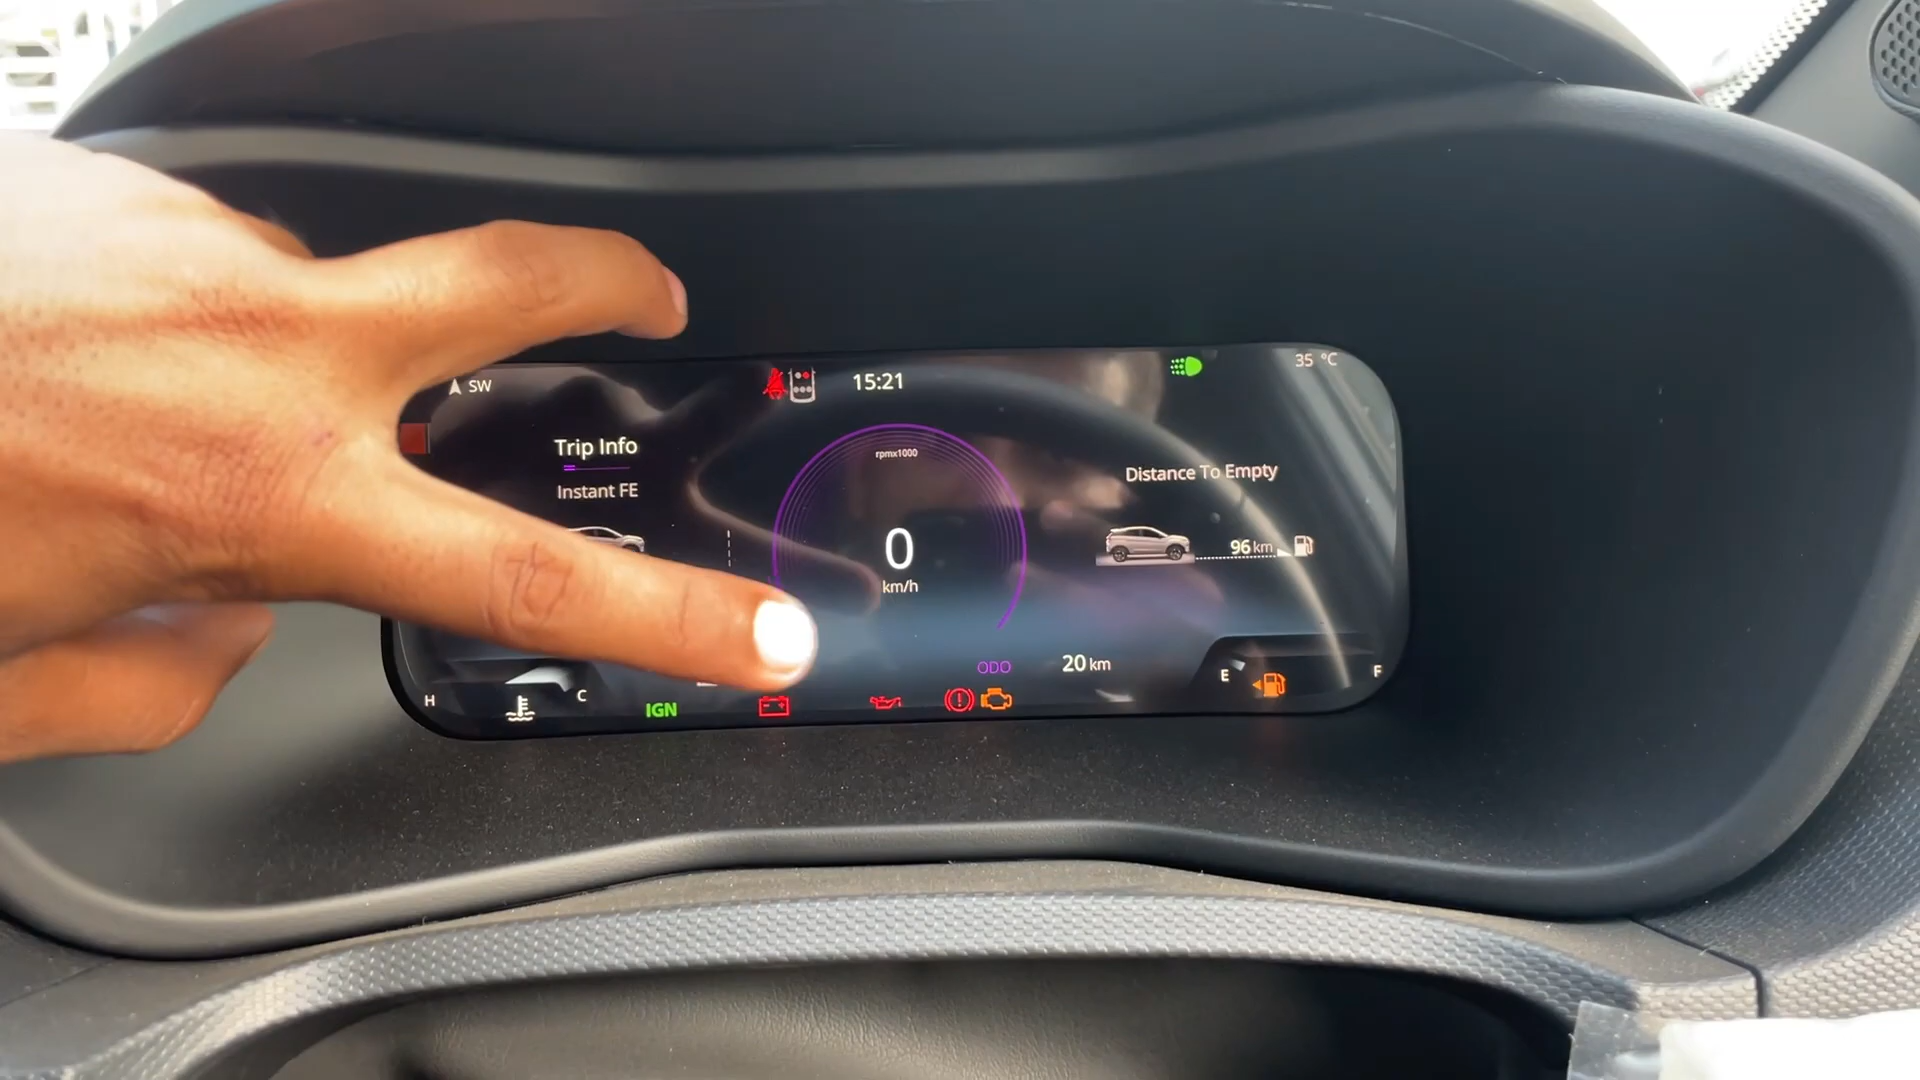 SW
15:21
35 °C
Trip Info
Instant FE
rpmx1000
0
km/h
Distance To Empty
96 km
ODO 20 km
H C
IGN
E F